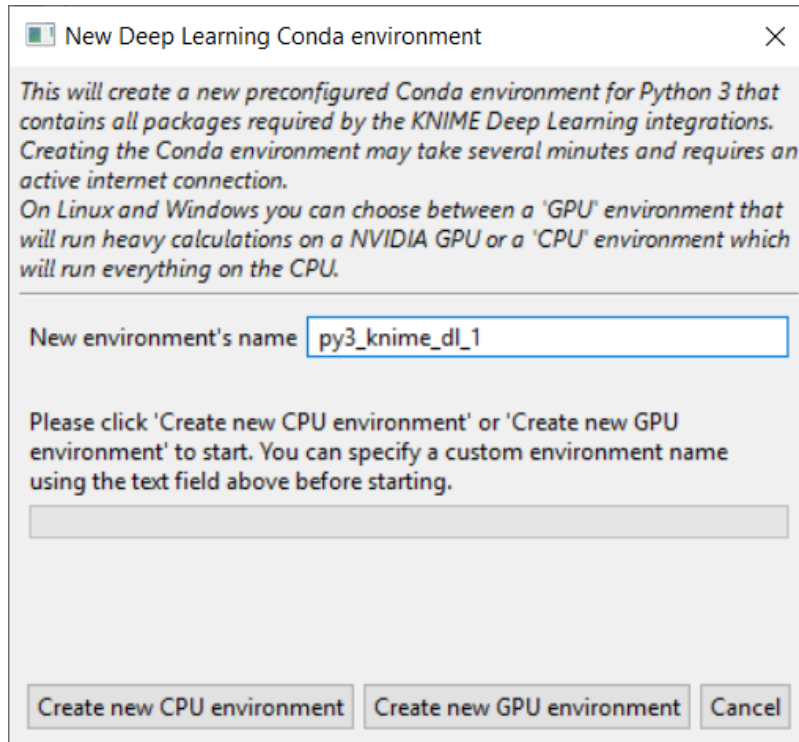 New Deep Learning Conda environment
This will create a new preconfigured Conda environment for Python 3 that
contains all packages required by the KNIME Deep Learning integrations.
Creating the Conda environment may take several minutes and requires an
active internet connection.
On Linux and Windows you can choose between a 'GPU' environment that
will run heavy calculations on a NVIDIA GPU or a 'CPU' environment which
will run everything on the CPU.
New environment's name py3_knime_dl_1
Please click 'Create new CPU environment' or 'Create new GPU
environment' to start. You can specify a custom environment name
using the text field above before starting.
Create new CPU environment Create new GPU environment Cancel